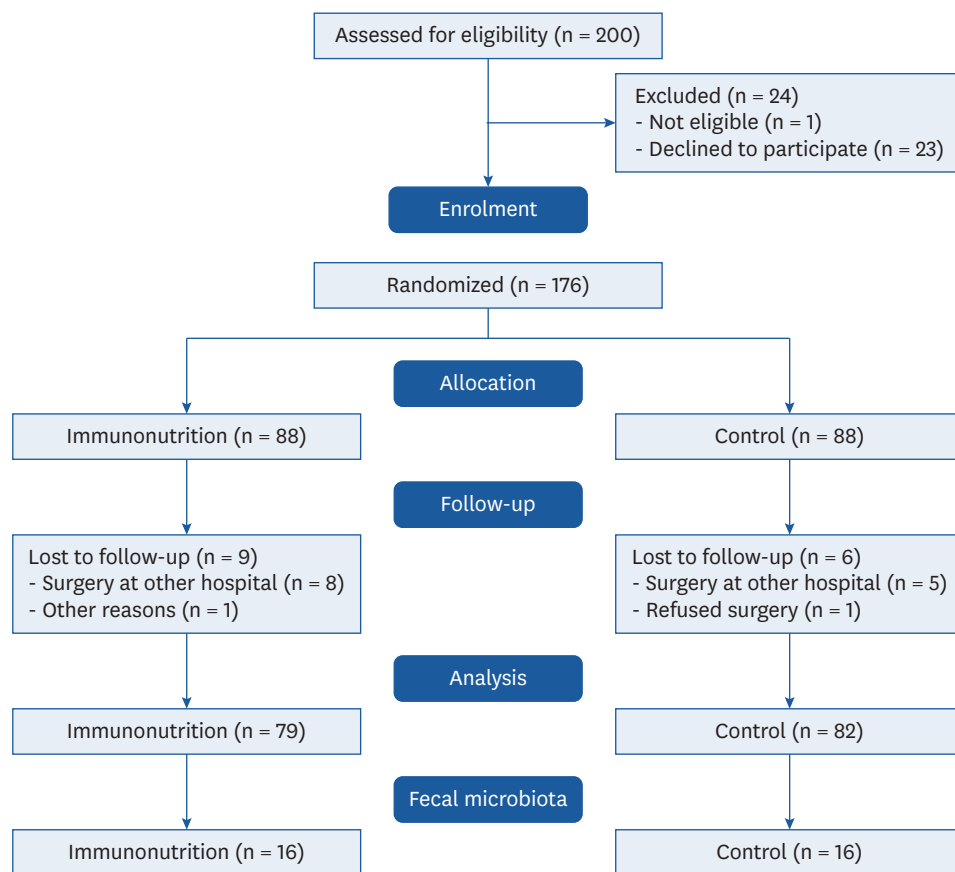 Assessed for eligibility (n = 200)
Excluded (n = 24)
- Not eligible (n = 1)
- Declined to participate (n = 23)
Enrolment
Randomized (n = 176)
Allocation
Immunonutrition (n = 88)
Control (n = 88)
Follow-up
Lost to follow-up (n = 9)
- Surgery at other hospital (n = 8)
- Other reasons (n = 1)
Lost to follow-up (n = 6)
- Surgery at other hospital (n = 5)
- Refused surgery (n = 1)
Analysis
Immunonutrition (n = 79)
Control (n = 82)
Fecal microbiota
Immunonutrition (n = 16)
Control (n = 16)